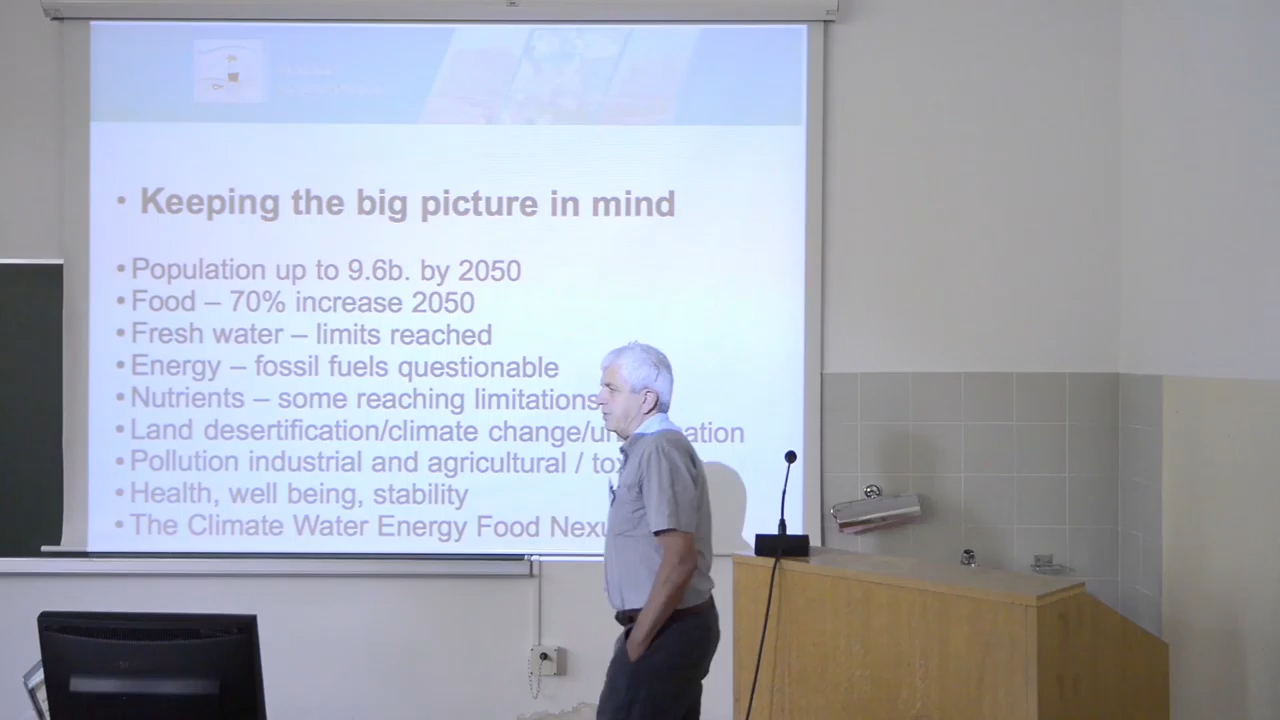 • Keeping the big picture in mind
• Population up to 9.6b. by 2050
• Food – 70% increase 2050
• Fresh water – limits reached
• Energy – fossil fuels questionable
• Nutrients – some reaching limitations
• Land desertification/climate change/
• Pollution industrial and agricultural /
• Health, well being, stability
• The Climate Water Energy Food